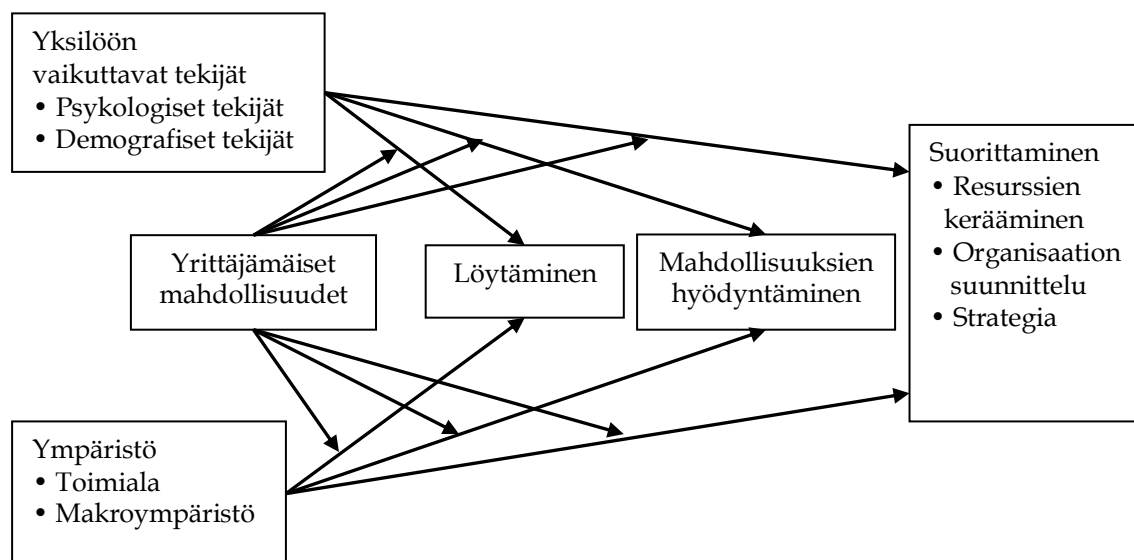 Yksilöön
vaikuttavat tekijät
• Psykologiset tekijät
• Demografiset tekijät
Suorittaminen
• Resurssien
kerääminen
• Organisaation
suunnittelu
• Strategia
Yrittäjämäiset
mahdollisuudet
Löytäminen
Mahdollisuuksien
hyödyntäminen
Ympäristö
• Toimiala
• Makroympäristö